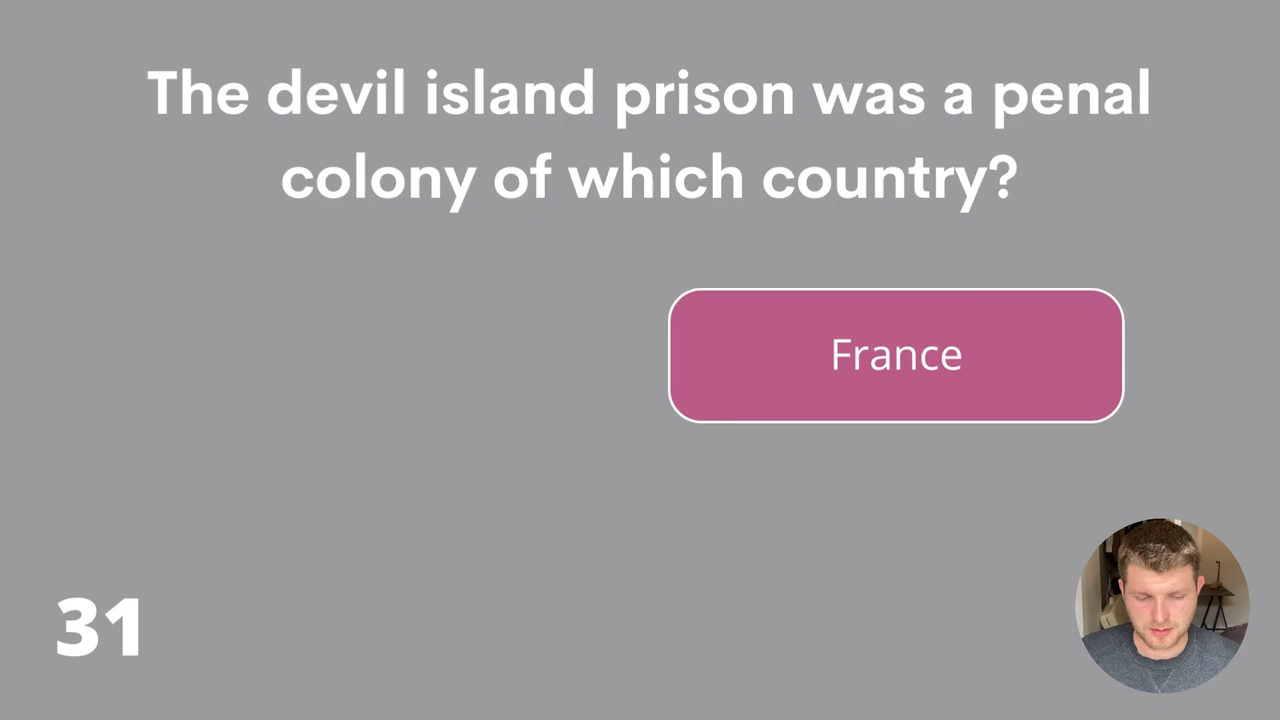 The devil island prison was a penal
colony of which country?
France
31